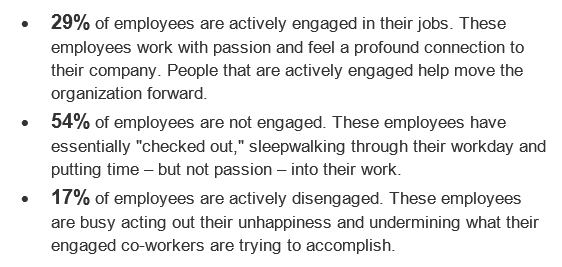 • 29% of employees are actively engaged in their jobs. These
employees work with passion and feel a profound connection to
their company. People that are actively engaged help move the
organization forward.
• 54% of employees are not engaged. These employees have
essentially "checked out," sleepwalking through their workday and
putting time – but not passion – into their work.
• 17% of employees are actively disengaged. These employees
are busy acting out their unhappiness and undermining what their
engaged co-workers are trying to accomplish.